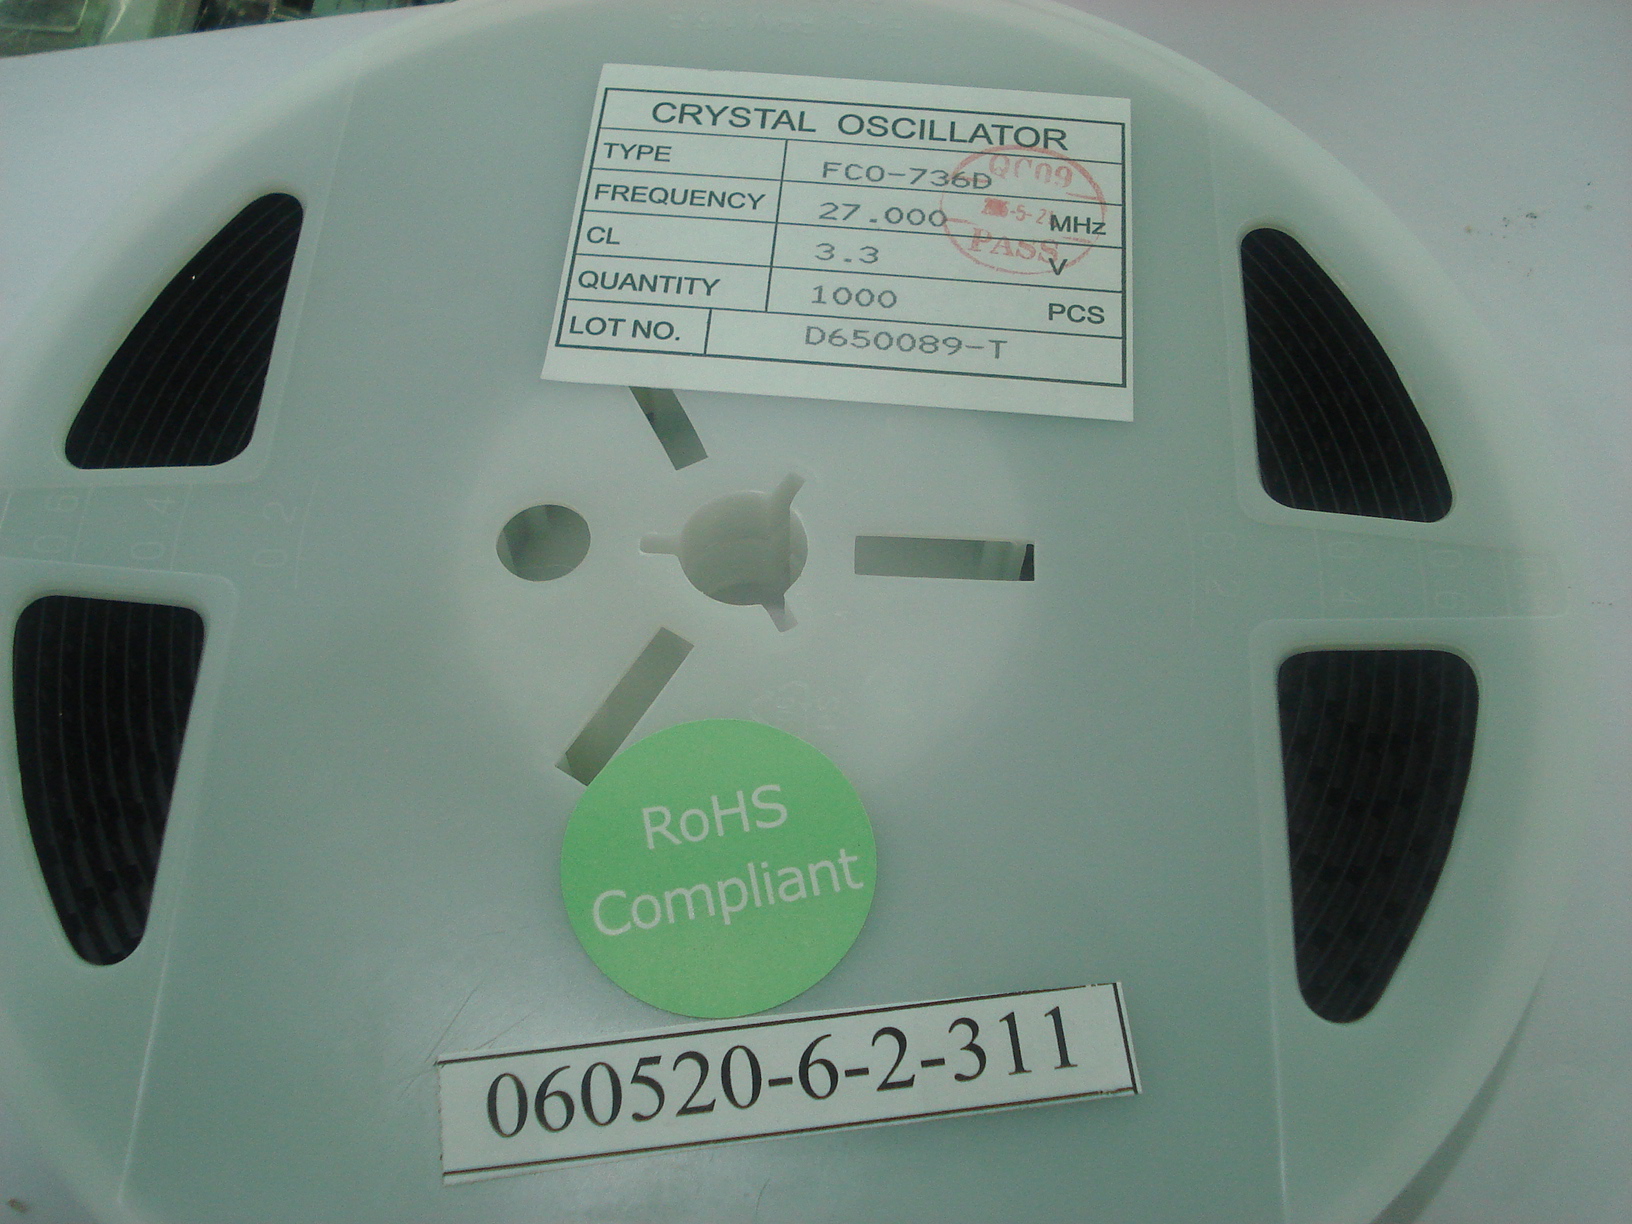 CRYSTAL OSCILLATOR
TYPE FCO-736D
FREQUENCY 27.000 MHz
CL 3.3 V
QUANTITY 1000 PCS
LOT NO. D650089-T
QC09
PASS
RoHS
Compliant
060520-6-2-311